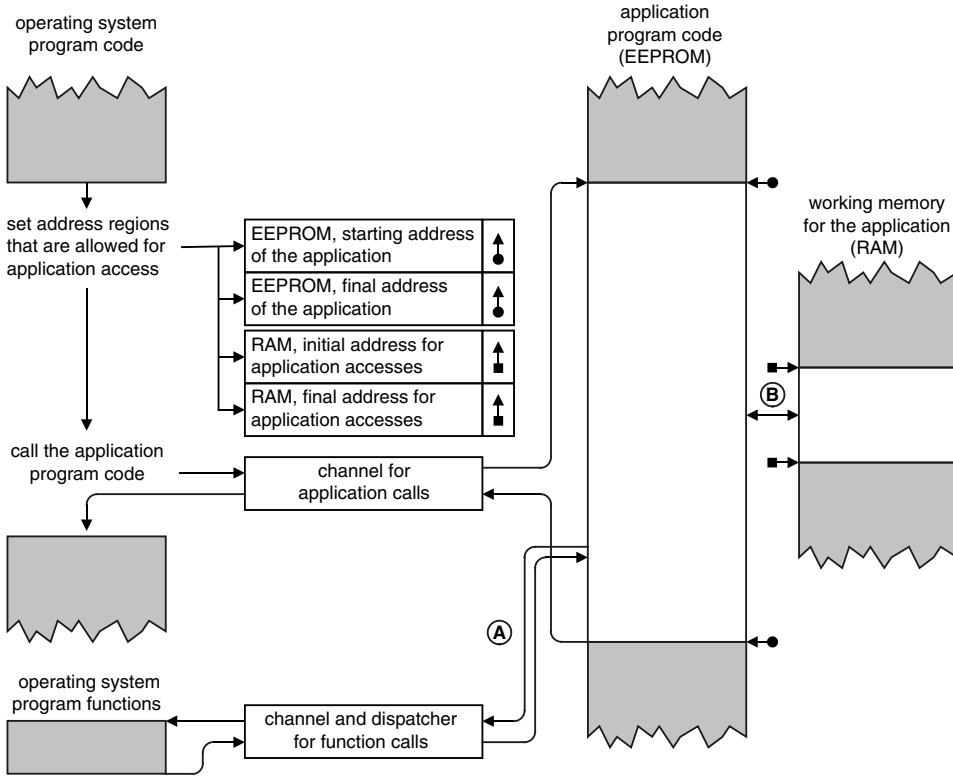 operating system
program code
application
program code
(EEPROM)
set address regions
that are allowed for
application access
EEPROM, starting address
of the application
EEPROM, final address
of the application
RAM, initial address for
application accesses
RAM, final address for
application accesses
working memory
for the application
(RAM)
B
call the application
program code
channel for
application calls
A
operating system
program functions
channel and dispatcher
for function calls